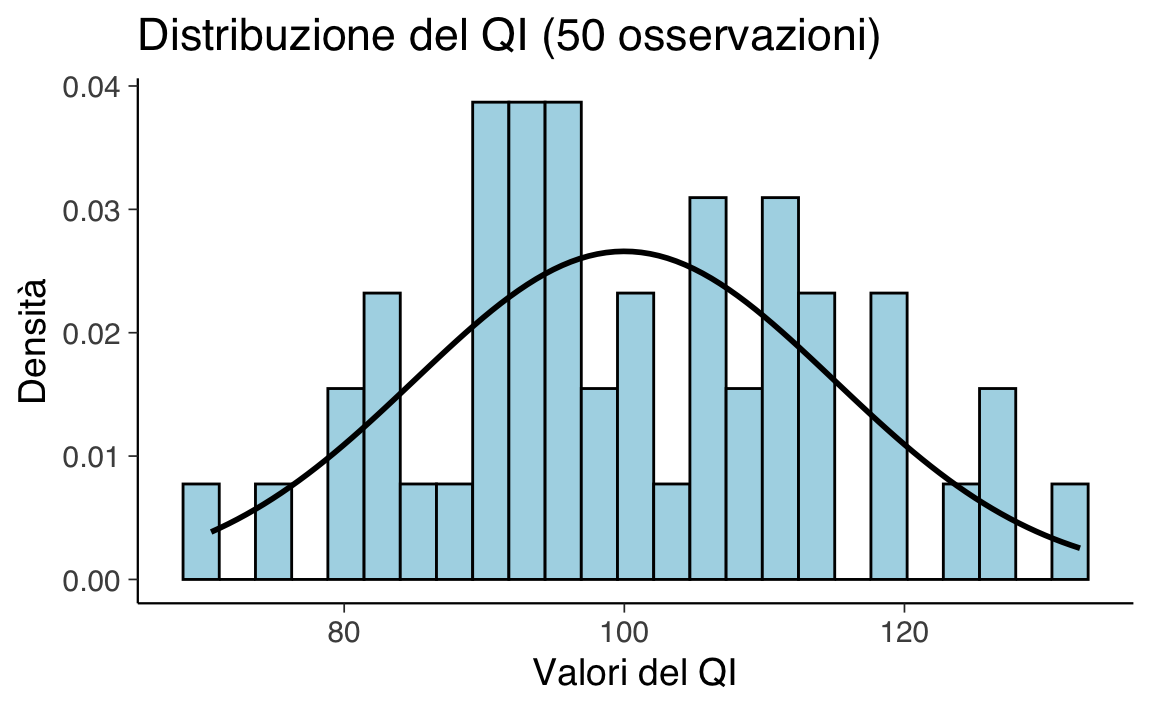 Distribuzione del QI (50 osservazioni)
0.04
0.03
0.02
0.01
0.00
Densità
80 100 120
Valori del QI